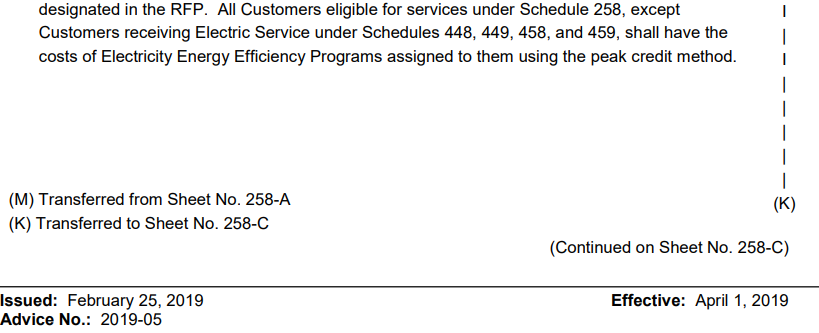 designated in the RFP.  All Customers eligible for services under Schedule 258, except
Customers receiving Electric Service under Schedules 448, 449, 458, and 459, shall have the
costs of Electricity Energy Efficiency Programs assigned to them using the peak credit method.
(M) Transferred from Sheet No. 258-A
(K)
(K) Transferred to Sheet No. 258-C
(Continued on Sheet No. 258-C)
Issued:  February 25, 2019 Effective:  April 1, 2019
Advice No.:  2019-05